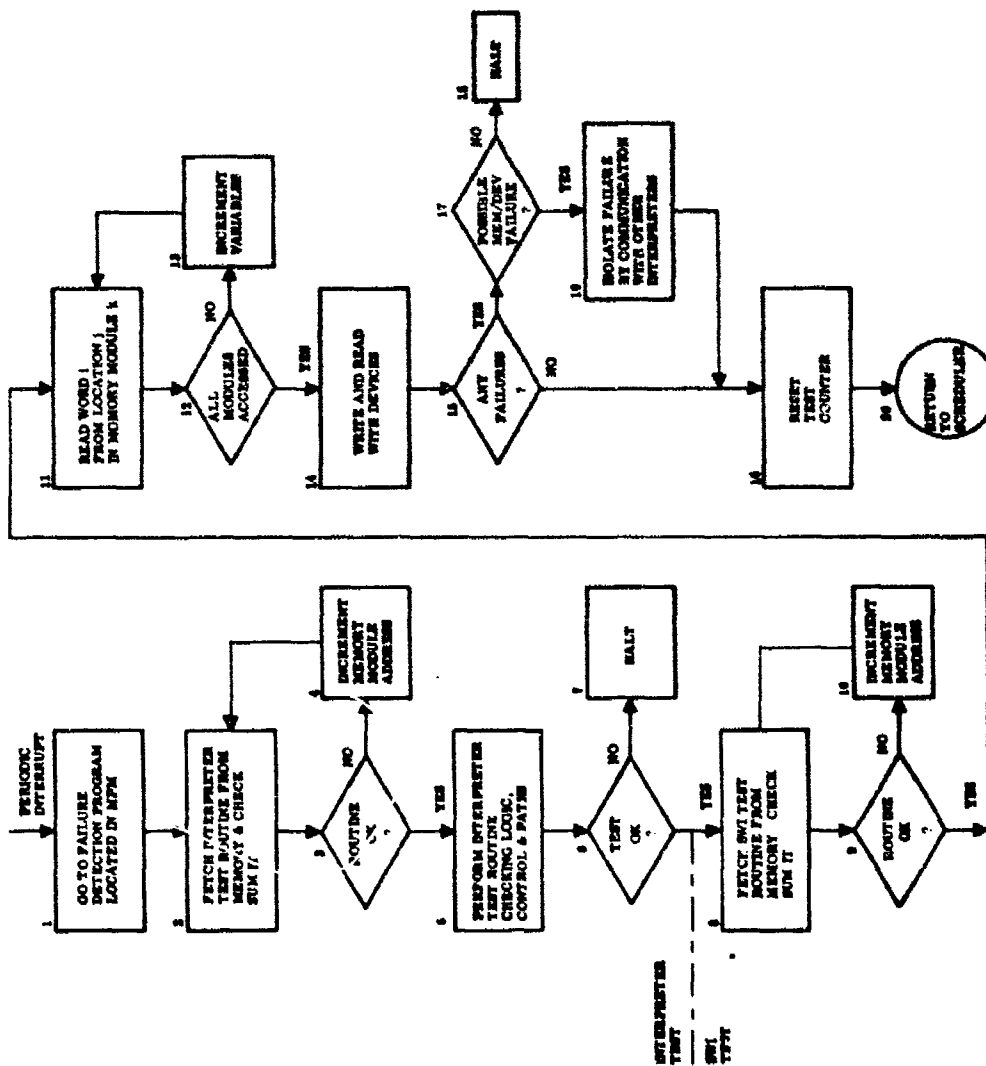 PERIODIC
INTERRUPT
1
GO TO FAILURE
DETECTION PROGRAM
LOCATED IN MPM
2
FETCH INTERPRETER
TEST ROUTINE FROM
MEMORY & CHECK
SUM IT
3
ROUTINE
OK
?
NO
4
INCREMENT
MEMORY
MODULE
ADDRESS
YES
5
PERFORM INTERPRETER
TEST ROUTINE
CHECKING LOGIC,
CONTROL & PATHS
6
TEST
OK
?
NO
7
HALT
YES
INTERPRETER
TEST
SWI
TEST
8
FETCH SWI TEST
ROUTINE FROM
MEMORY CHECK
SUM IT
9
ROUTINE
OK
?
NO
10
INCREMENT
MEMORY
MODULE
ADDRESS
YES
11
READ WORD i
FROM LOCATION j
IN MEMORY MODULE k
12
ALL
MODULES
ACCESSED
NO
13
INCREMENT
VARIABLES
YES
14
WRITE AND READ
WITH DEVICES
15
ANY
FAILURES
?
YES
NO
17
POSSIBLE
MEM/DEV
FAILURE
?
NO
18
HALT
YES
19
ISOLATE FAILURE
BY COMMUNICATION
WITH OTHER
INTERPRETERS
16
RESET
TEST
COUNTER
20
RETURN
TO
SCHEDULER